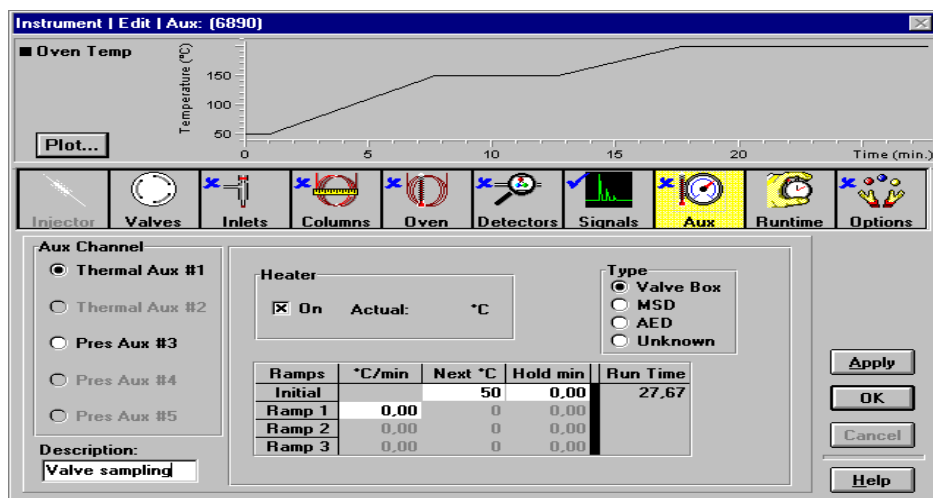 Instrument | Edit | Aux: (6890)
Oven Temp
Temperature (°C)
150
100
50
Plot...
0 5 10 15 20 Time (min.)
Injector Valves Inlets Columns Oven Detectors Signals Aux Runtime Options
Aux Channel
Thermal Aux #1
Thermal Aux #2
Pres Aux #3
Pres Aux #4
Pres Aux #5
Description:
Valve sampling
Heater
On Actual: °C
Type
Valve Box
MSD
AED
Unknown
Ramps °C/min Next °C Hold min Run Time
Initial 50 0,00 27,67
Ramp 1 0,00 0 0,00
Ramp 2 0,00 0 0,00
Ramp 3 0,00 0 0,00
Apply
OK
Cancel
Help